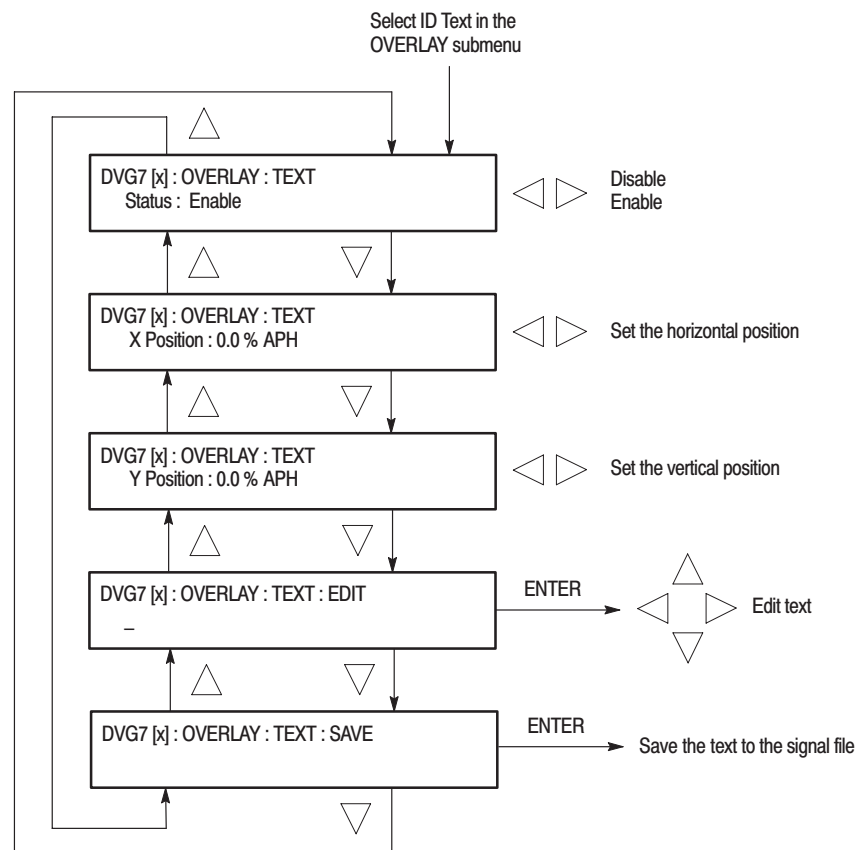 Select ID Text in the
OVERLAY submenu
DVG7 [x] : OVERLAY : TEXT
Status : Enable
Disable
Enable
DVG7 [x] : OVERLAY : TEXT
X Position : 0.0 % APH
Set the horizontal position
DVG7 [x] : OVERLAY : TEXT
Y Position : 0.0 % APH
Set the vertical position
DVG7 [x] : OVERLAY : TEXT : EDIT
_
ENTER
Edit text
DVG7 [x] : OVERLAY : TEXT : SAVE
ENTER
Save the text to the signal file